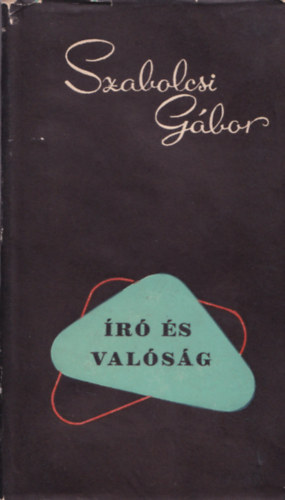 Szabolcsi
Gábor
ÍRÓ ÉS
VALÓSÁG